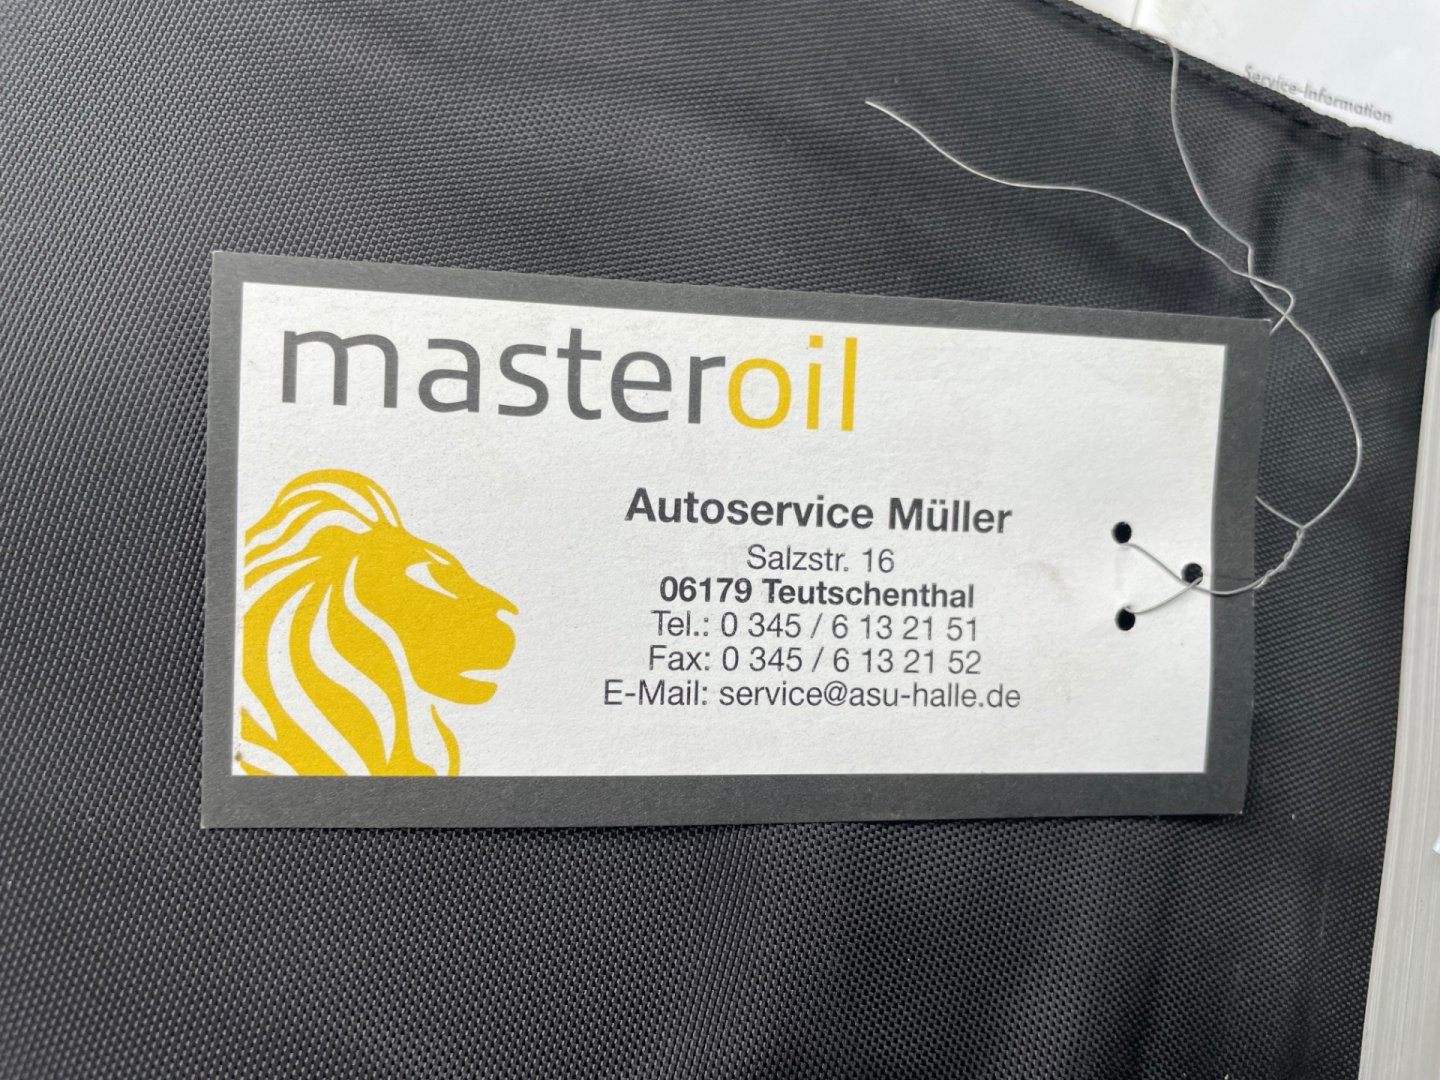 Service-Information
masteroil
Autoservice Müller
Salzstr. 16
06179 Teutschenthal
Tel.: 0 345 / 6 13 21 51
Fax: 0 345 / 6 13 21 52
E-Mail: service@asu-halle.de